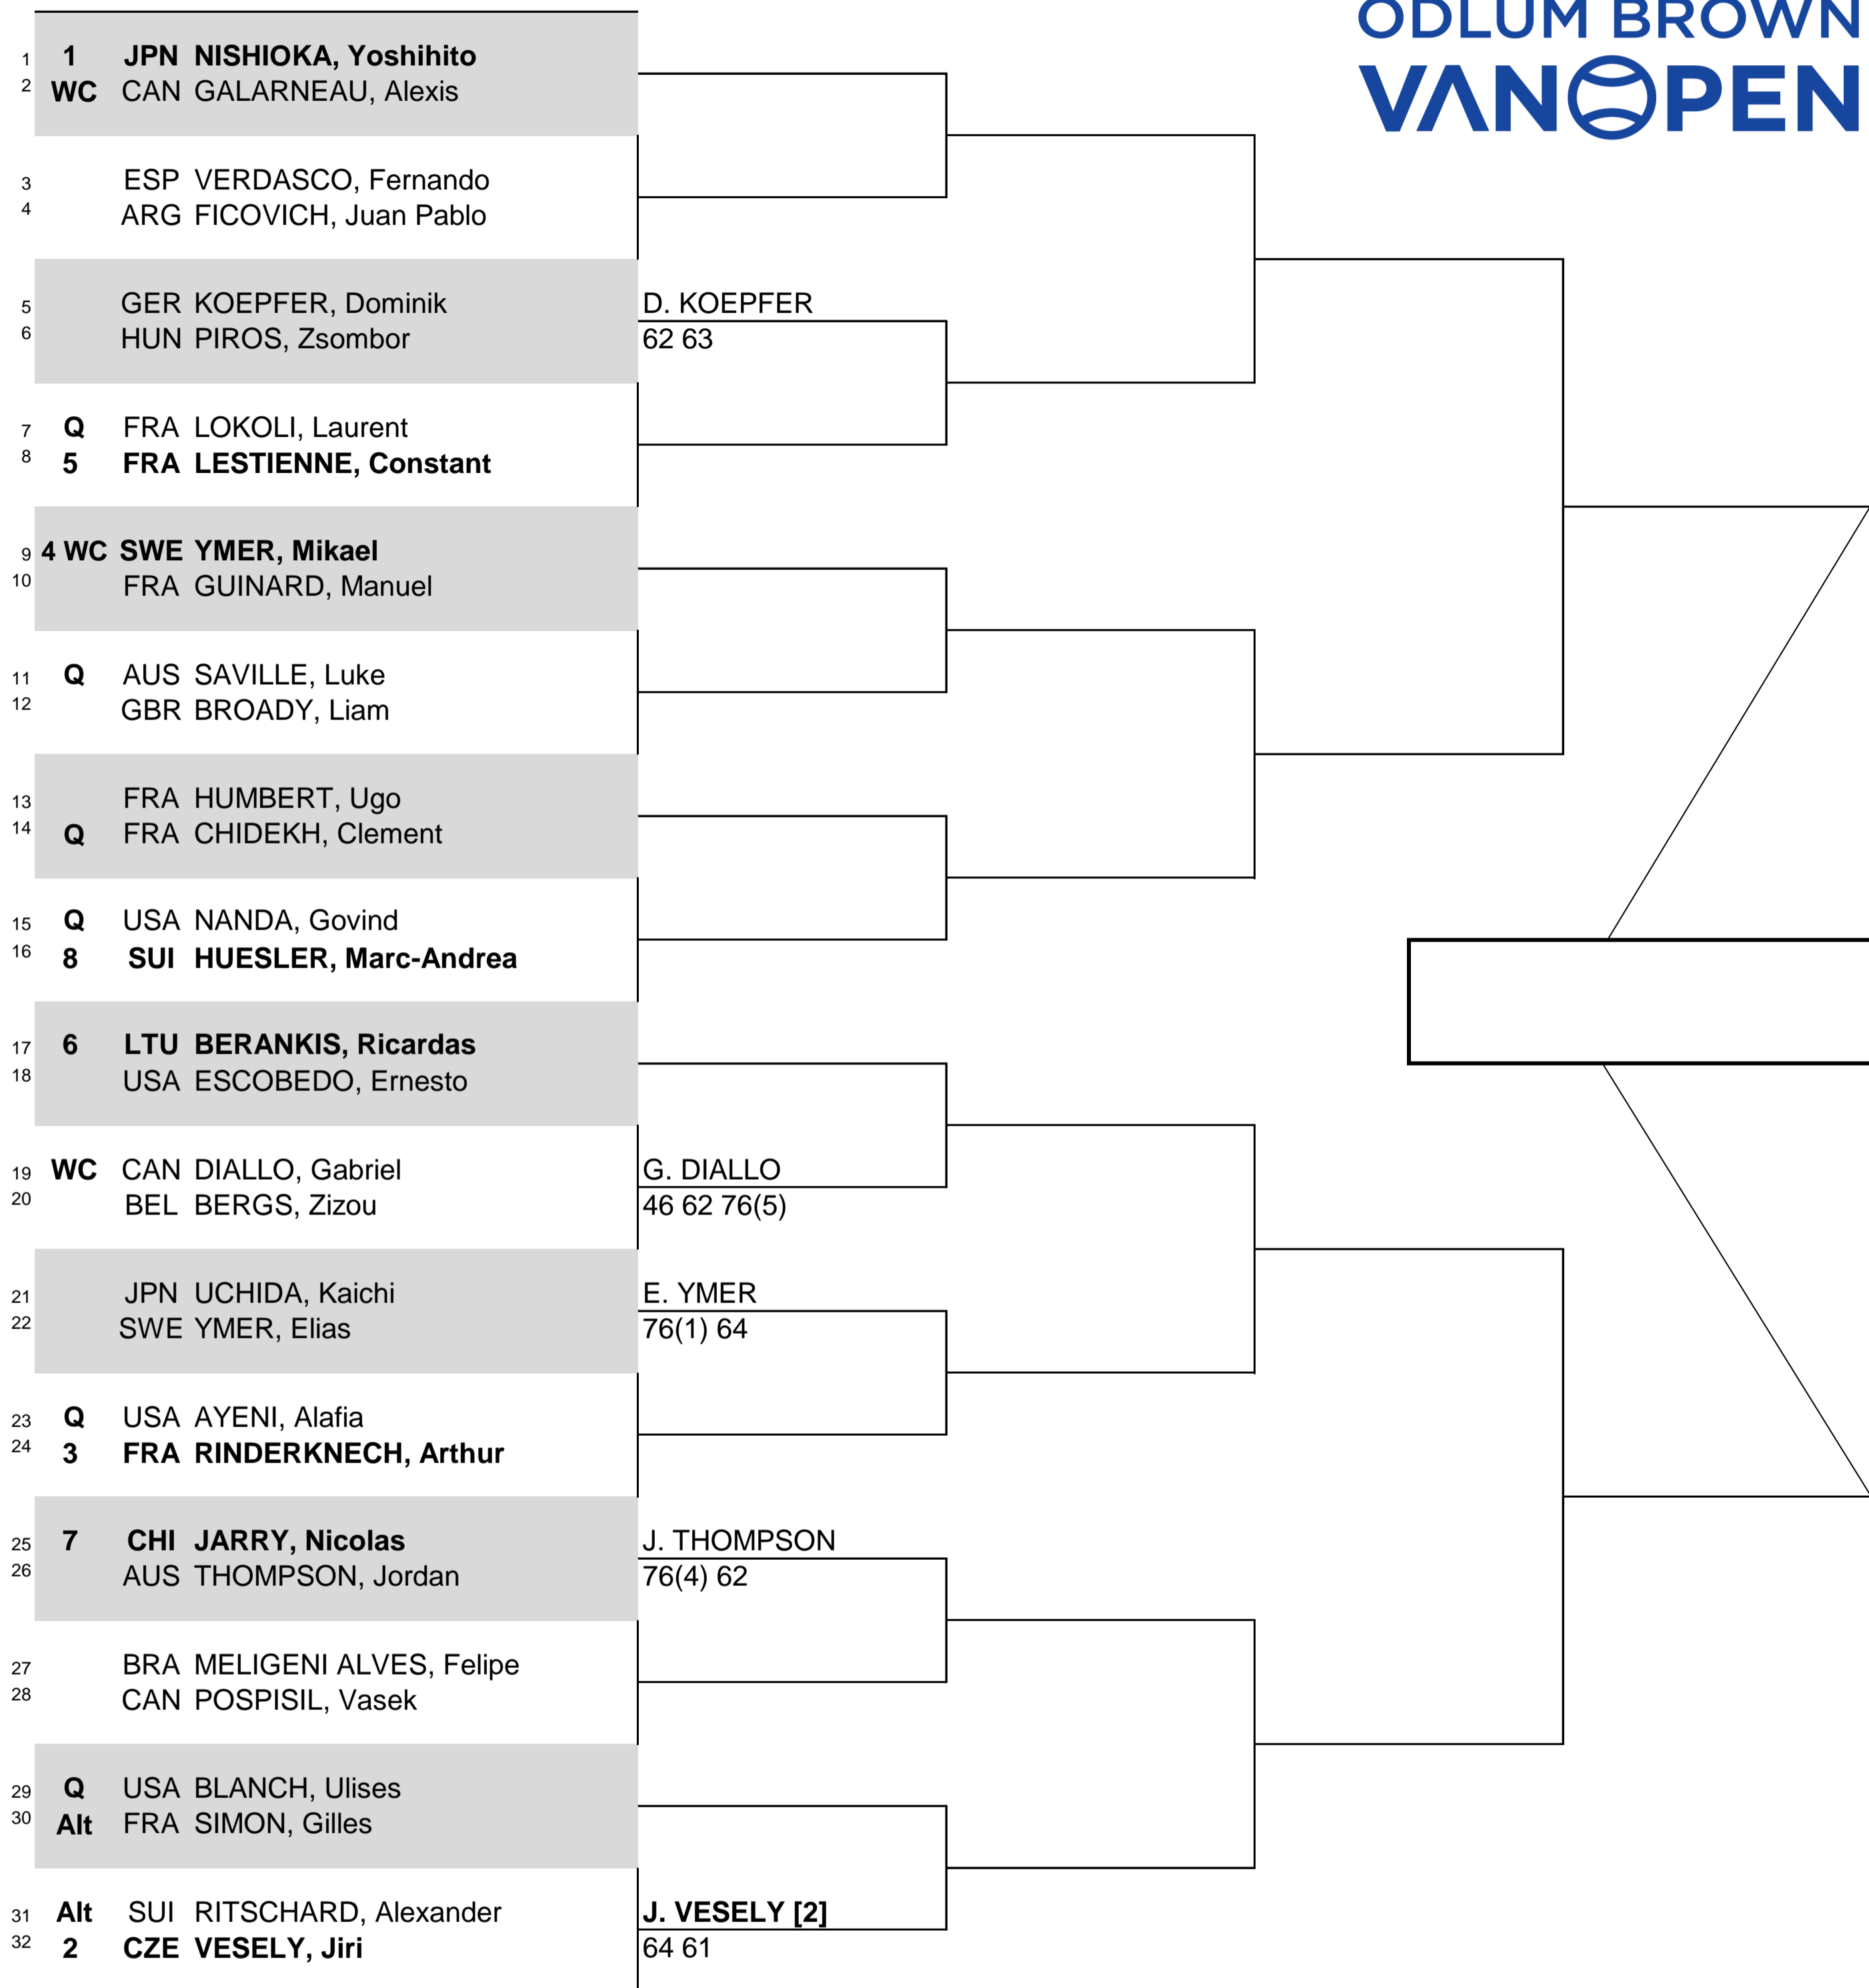 ODLUM BROWN
VANOPEN
1 1 JPN NISHIOKA, Yoshihito
2 WC CAN GALARNEAU, Alexis
3 ESP VERDASCO, Fernando
4 ARG FICOVICH, Juan Pablo
5 GER KOEPFER, Dominik D. KOEPFER
6 HUN PIROS, Zsombor 62 63
7 Q FRA LOKOLI, Laurent
8 5 FRA LESTIENNE, Constant
9 4 WC SWE YMER, Mikael
10 FRA GUINARD, Manuel
11 Q AUS SAVILLE, Luke
12 GBR BROADY, Liam
13 FRA HUMBERT, Ugo
14 Q FRA CHIDEKH, Clement
15 Q USA NANDA, Govind
16 8 SUI HUESLER, Marc-Andrea
17 6 LTU BERANKIS, Ricardas
18 USA ESCOBEDO, Ernesto
19 WC CAN DIALLO, Gabriel G. DIALLO
20 BEL BERGS, Zizou 46 62 76(5)
21 JPN UCHIDA, Kaichi E. YMER
22 SWE YMER, Elias 76(1) 64
23 Q USA AYENI, Alafia
24 3 FRA RINDERKNECH, Arthur
25 7 CHI JARRY, Nicolas J. THOMPSON
26 AUS THOMPSON, Jordan 76(4) 62
27 BRA MELIGENI ALVES, Felipe
28 CAN POSPISIL, Vasek
29 Q USA BLANCH, Ulises
30 Alt FRA SIMON, Gilles
31 Alt SUI RITSCHARD, Alexander J. VESELY [2]
32 2 CZE VESELY, Jiri 64 61